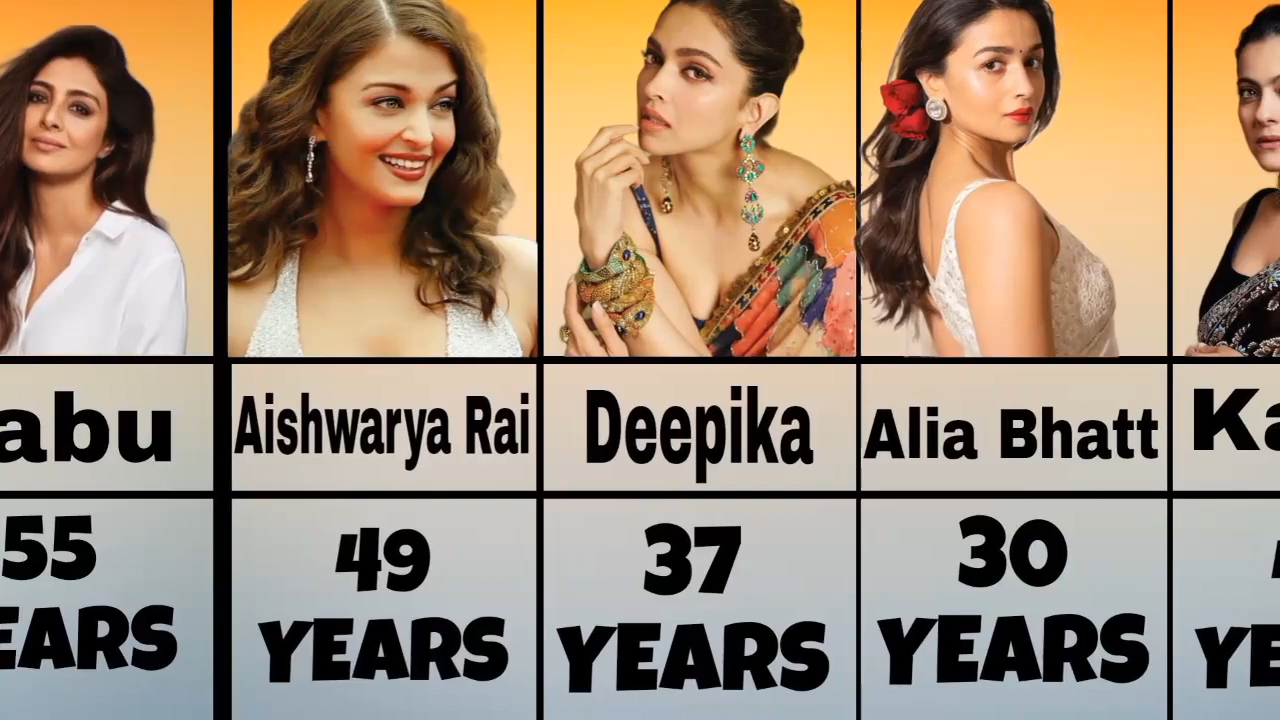 abu
Aishwarya Rai
Deepika
Alia Bhatt
Ka
55
EARS
49
YEARS
37
YEARS
30
YEARS
YE